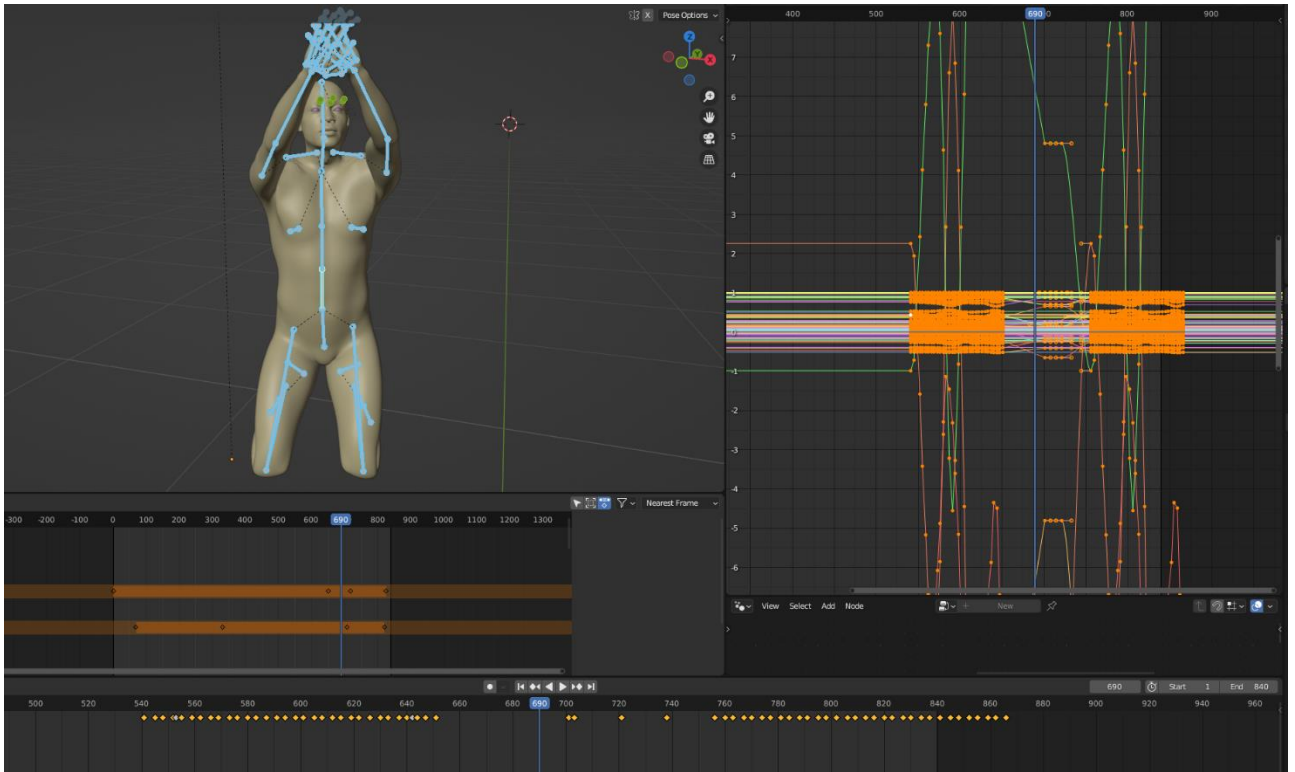 Pose Options
Z
Y
X
400 500 600 690 0 800 900
7
6
5
4
3
2
1
0
-1
-2
-3
-4
-5
-6
Nearest Frame
-300 -200 -100 0 100 200 300 400 500 600 690 800 900 1000 1100 1200 1300
View Select Add Node
New
690 Start 1 End 840
500 520 540 560 580 600 620 640 660 680 690 700 720 740 760 780 800 820 840 860 880 900 920 940 960